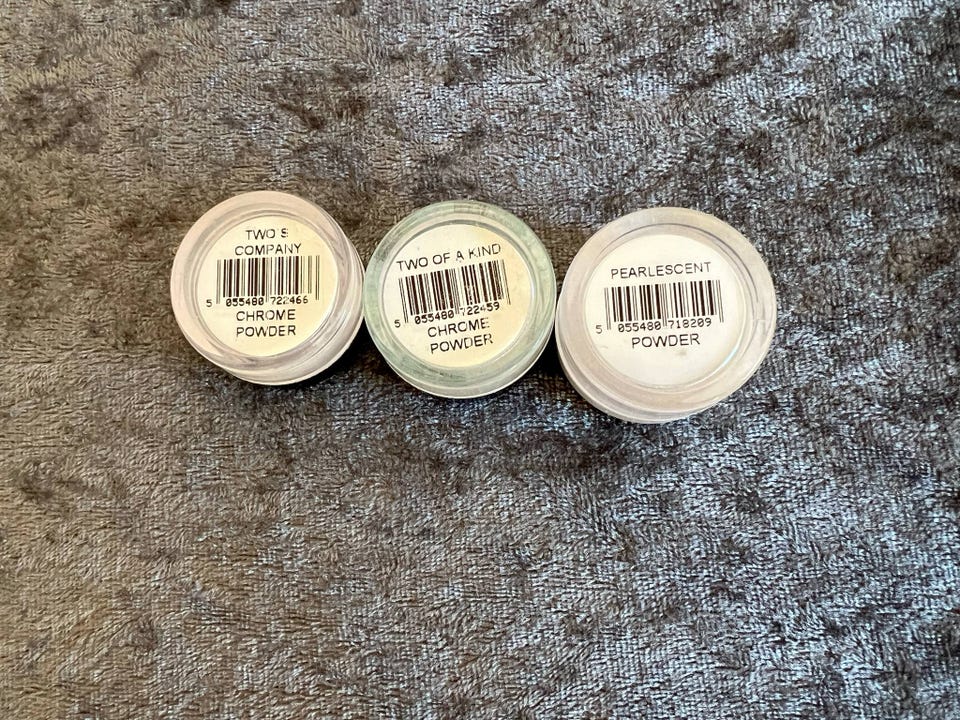 TWO'S
COMPANY
5 055480 722466
CHROME
POWDER
TWO OF A KIND
5 055480 722459
CHROME
POWDER
PEARLESCENT
5 055480 718209
POWDER